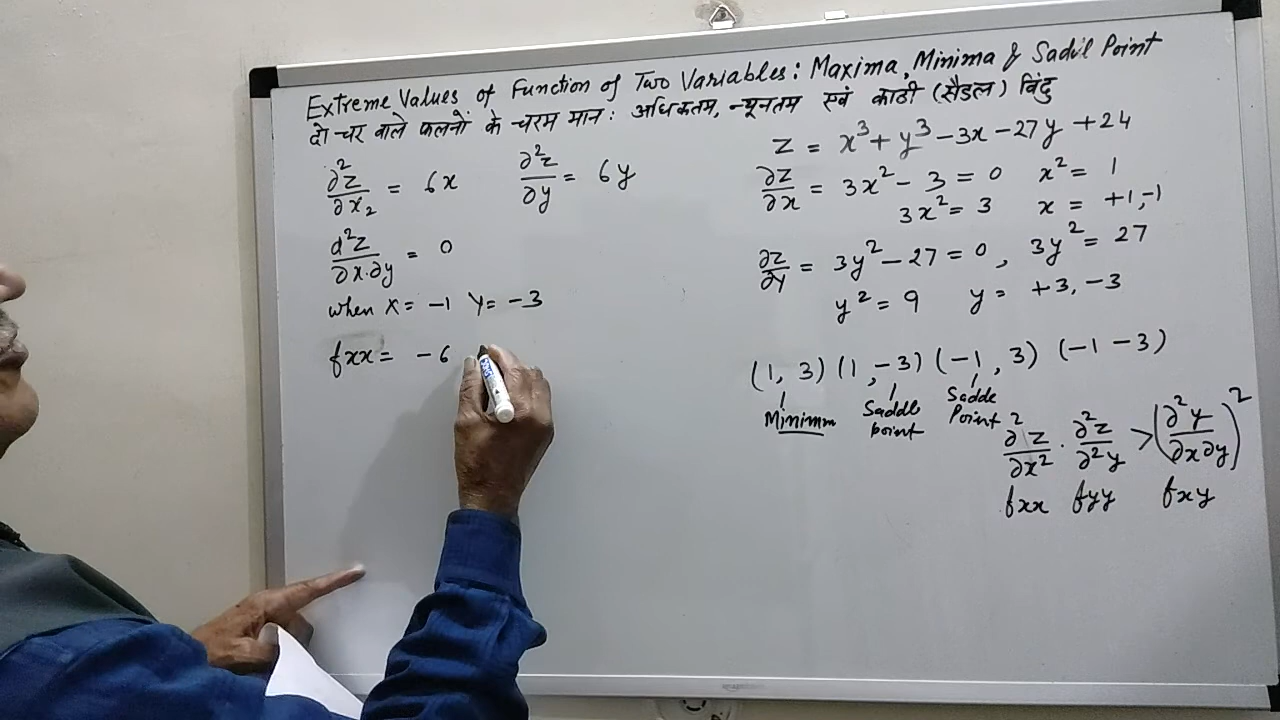 Extreme Values of Function of Two Variables: Maxima, Minima & Sadil Point
दो चर वाले फलनों के चरम मान: अधिकतम, न्यूनतम एवं काठी (सैडल) बिंदु
∂²z/∂x₂ = 6x ∂²z/∂y = 6y
d²z/∂x.∂y = 0
when x = -1 y = -3
fxx = -6
z = x³ + y³ - 3x - 27y + 24
∂z/∂x = 3x² - 3 = 0 x² = 1
3x² = 3 x = +1, -1
∂z/∂y = 3y² - 27 = 0, 3y² = 27
y² = 9 y = +3, -3
(1, 3) (1, -3) (-1, 3) (-1 -3)
Minimm Saddl point Sadde Point
∂²z/∂x² . ∂²z/∂²y > (∂²y/∂x∂y)²
fxx fyy fxy